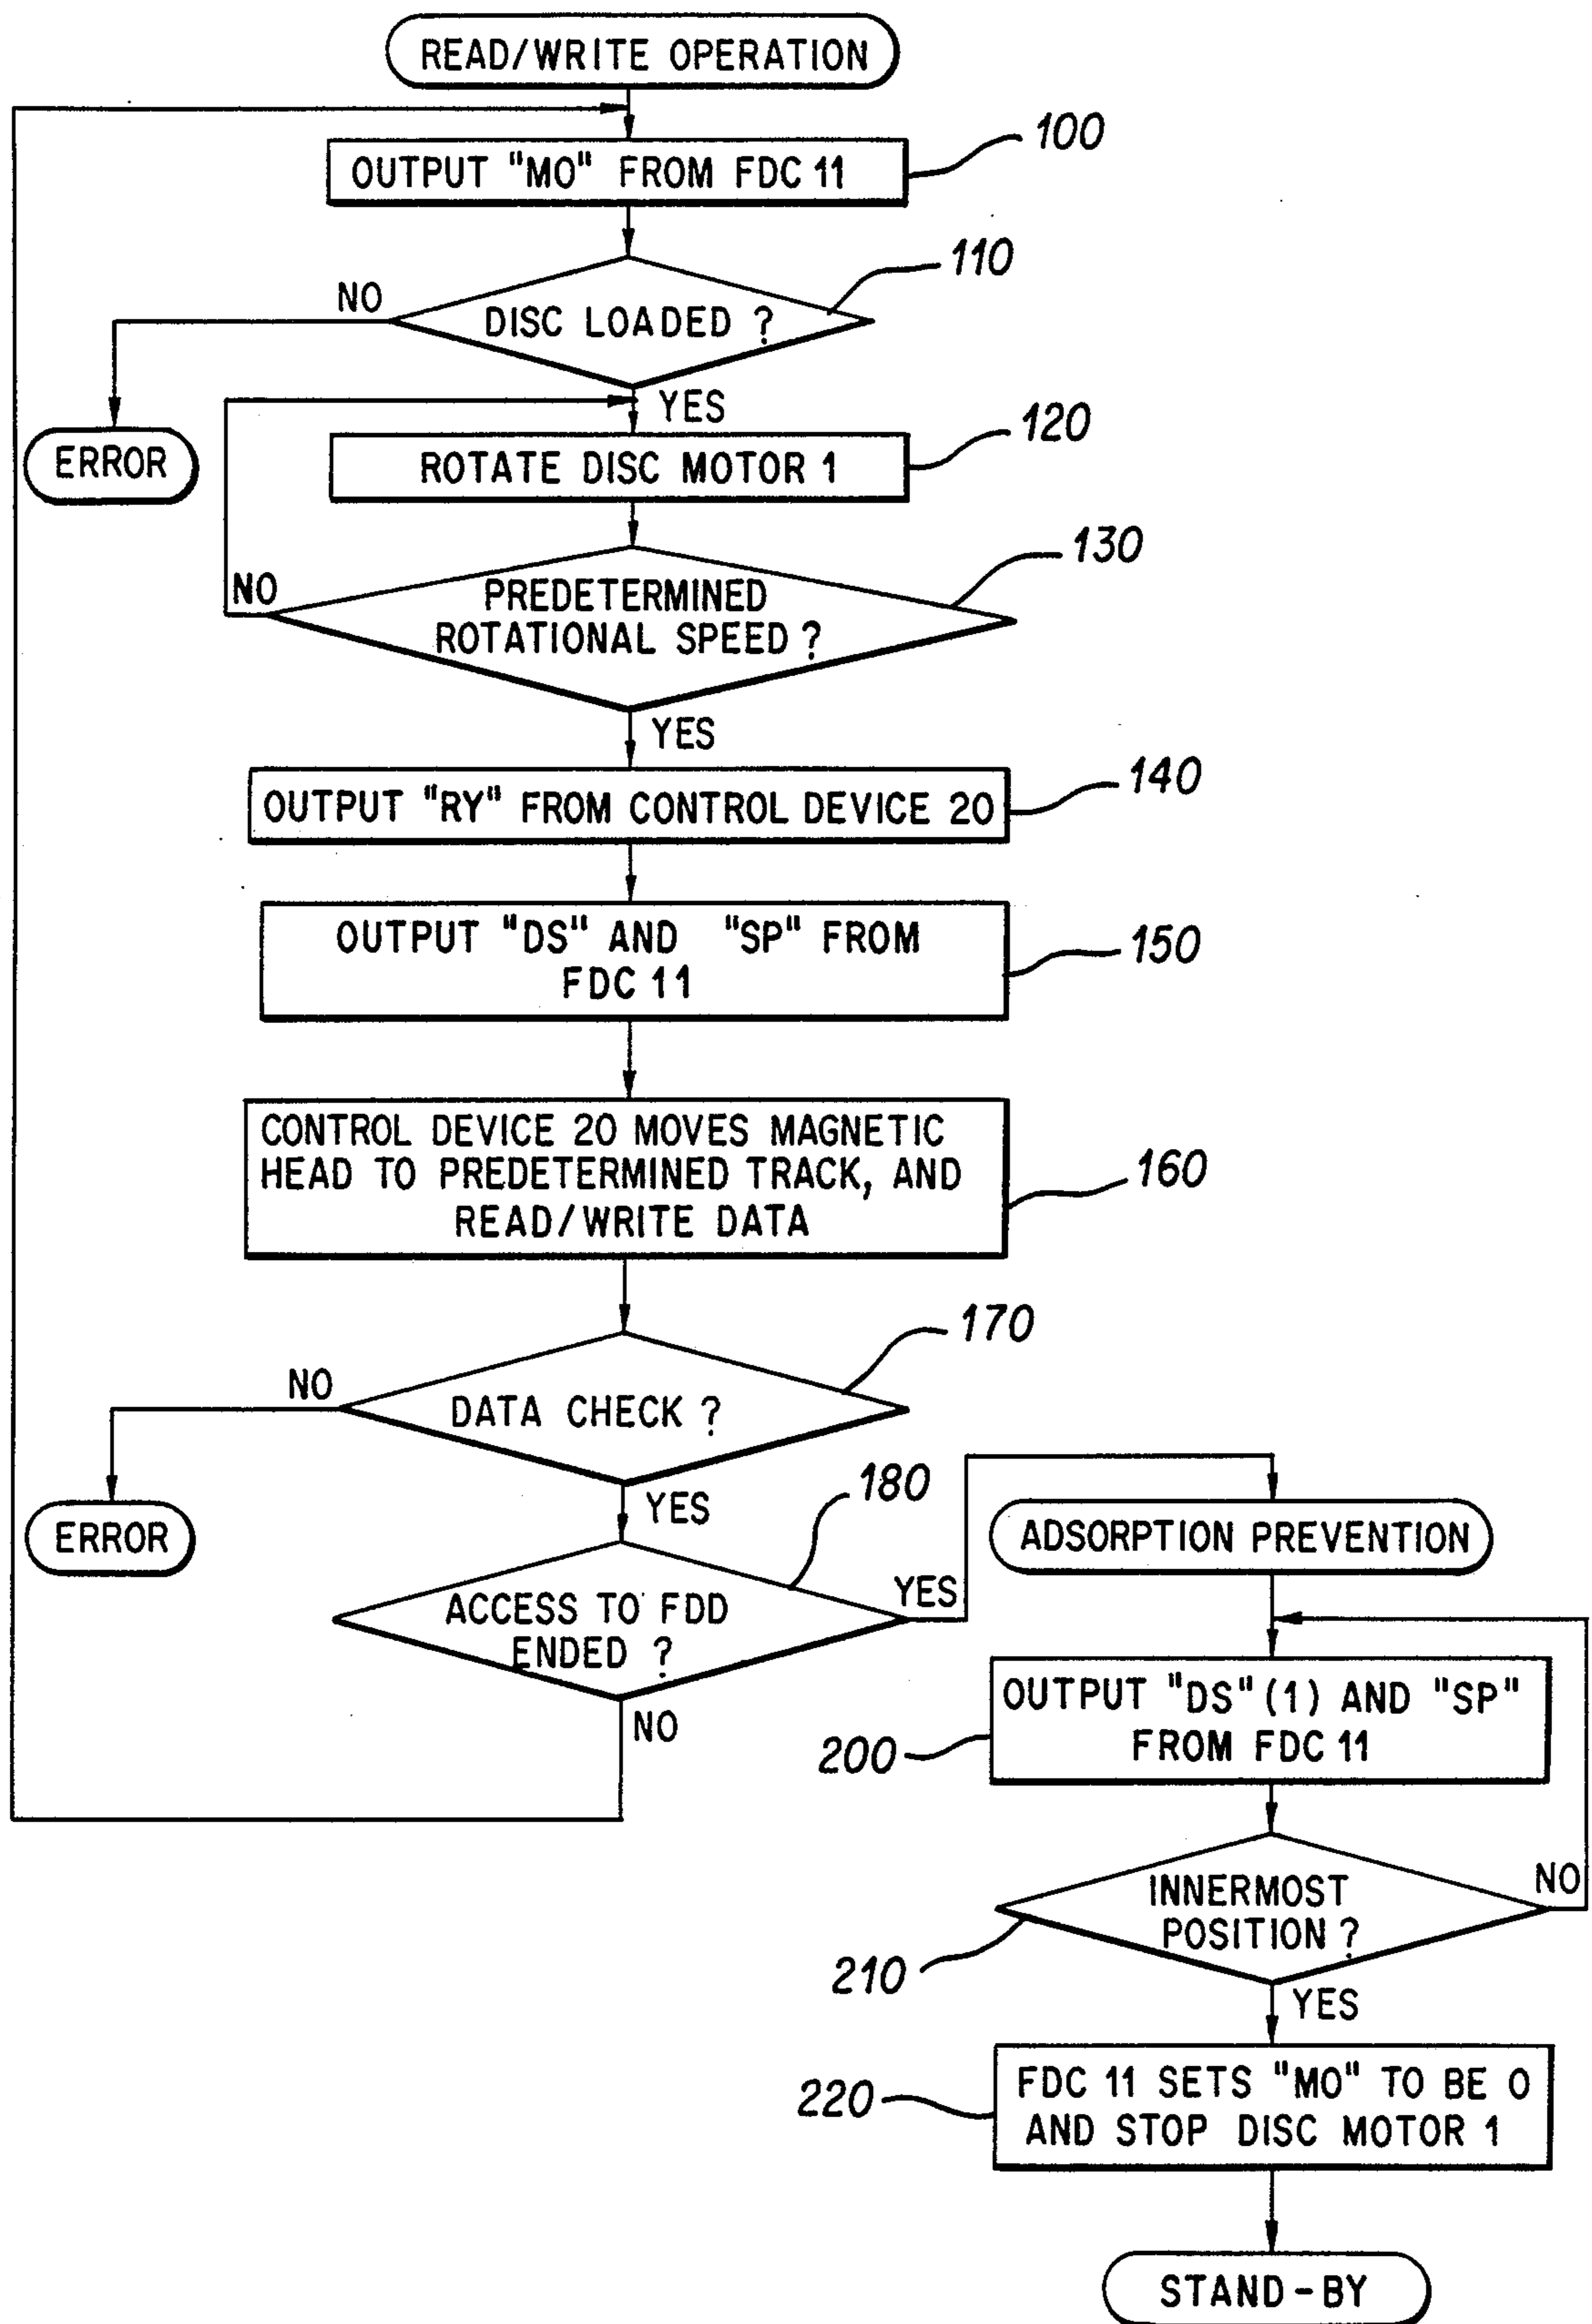 READ/WRITE OPERATION
100
OUTPUT "MO" FROM FDC 11
110
NO
DISC LOADED ?
YES
ERROR
120
ROTATE DISC MOTOR 1
130
NO
PREDETERMINED
ROTATIONAL SPEED ?
YES
140
OUTPUT "RY" FROM CONTROL DEVICE 20
150
OUTPUT "DS" AND "SP" FROM
FDC 11
CONTROL DEVICE 20 MOVES MAGNETIC
HEAD TO PREDETERMINED TRACK, AND
READ/WRITE DATA
160
170
NO
DATA CHECK ?
YES
ERROR
180
ACCESS TO FDD
ENDED ?
YES
NO
ADSORPTION PREVENTION
OUTPUT "DS"(1) AND "SP"
FROM FDC 11
200
INNERMOST
POSITION ?
NO
210
YES
FDC 11 SETS "MO" TO BE 0
AND STOP DISC MOTOR 1
220
STAND-BY